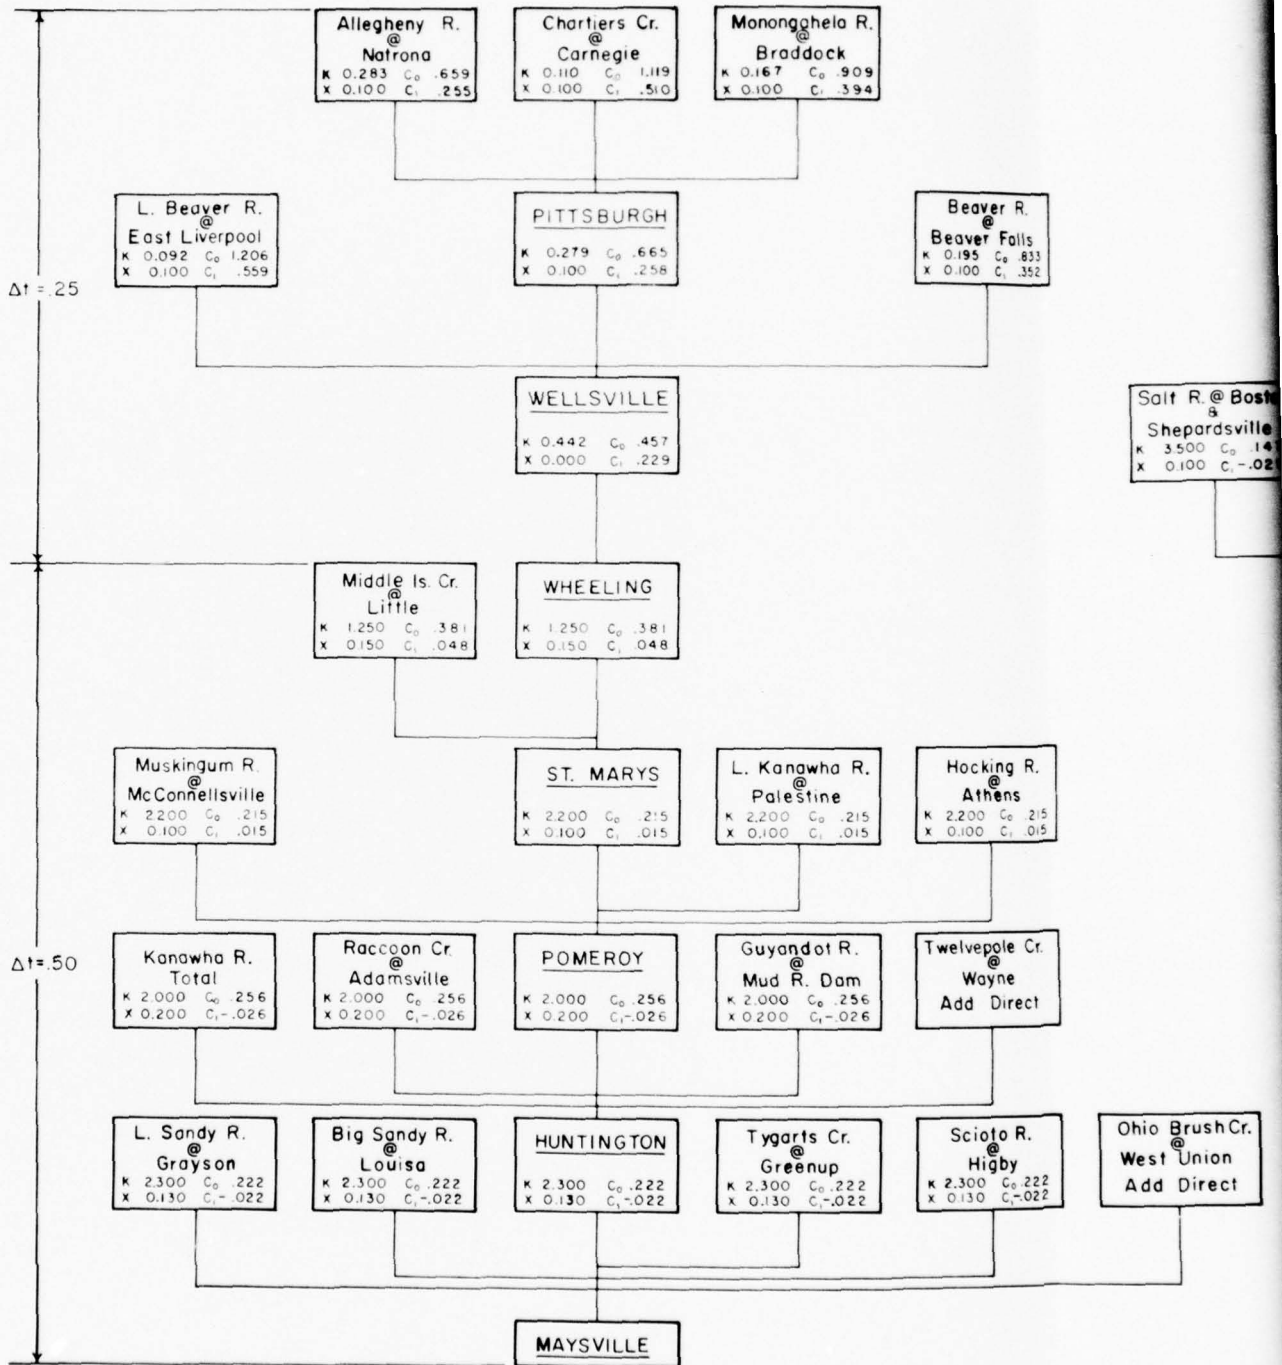 Allegheny R.
@
Natrona
K 0.283 C₀ .659
X 0.100 C₁ .255
Chartiers Cr.
@
Carnegie
K 0.110 C₀ 1.119
X 0.100 C₁ .510
Monongahela R.
@
Braddock
K 0.167 C₀ .909
X 0.100 C₁ .394
L. Beaver R.
@
East Liverpool
K 0.092 C₀ 1.206
X 0.100 C₁ .559
PITTSBURGH
K 0.279 C₀ .665
X 0.100 C₁ .258
Beaver R.
@
Beaver Falls
K 0.195 C₀ .833
X 0.100 C₁ .352
Δt = .25
WELLSVILLE
K 0.442 C₀ .457
X 0.000 C₁ .229
Salt R. @
&
Shepardsville
K 3.500 C₀
X 0.100 C₁
Middle Is. Cr.
@
Little
K 1.250 C₀ .381
X 0.150 C₁ .048
WHEELING
K 1.250 C₀ .381
X 0.150 C₁ .048
Muskingum R.
@
McConnellsville
K 2.200 C₀ .215
X 0.100 C₁ .015
ST. MARYS
K 2.200 C₀ .215
X 0.100 C₁ .015
L. Kanawha R.
@
Palestine
K 2.200 C₀ .215
X 0.100 C₁ .015
Hocking R.
@
Athens
K 2.200 C₀ .215
X 0.100 C₁ .015
Δt = .50
Kanawha R.
Total
K 2.000 C₀ .256
X 0.200 C₁ -.026
Raccoon Cr.
@
Adamsville
K 2.000 C₀ .256
X 0.200 C₁ -.026
POMEROY
K 2.000 C₀ .256
X 0.200 C₁ -.026
Guyandot R.
@
Mud R. Dam
K 2.000 C₀ .256
X 0.200 C₁ -.026
Twelvepole Cr.
@
Wayne
Add Direct
L. Sandy R.
@
Grayson
K 2.300 C₀ .222
X 0.130 C₁ -.022
Big Sandy R.
@
Louisa
K 2.300 C₀ .222
X 0.130 C₁ -.022
HUNTINGTON
K 2.300 C₀ .222
X 0.130 C₁ -.022
Tygarts Cr.
@
Greenup
K 2.300 C₀ .222
X 0.130 C₁ -.022
Scioto R.
@
Higby
K 2.300 C₀ .222
X 0.130 C₁ -.022
Ohio Brush Cr.
@
West Union
Add Direct
MAYSVILLE